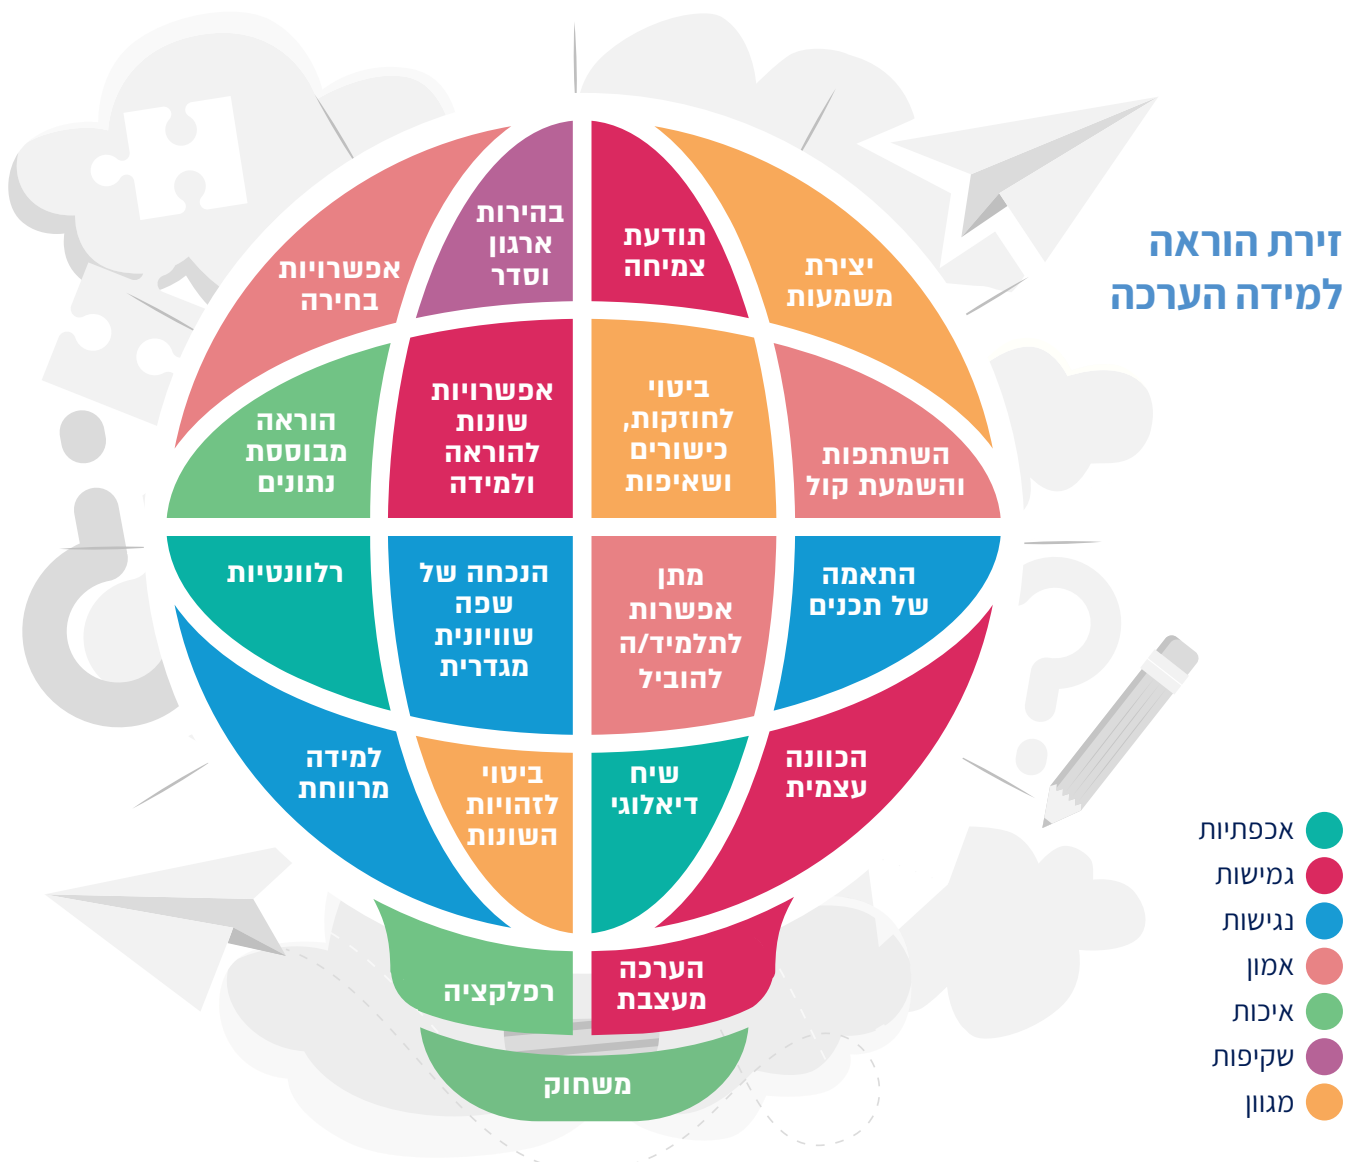 זירת הוראה
למידה הערכה
יצירת
משמעות
תודעת
צמיחה
בהירות
ארגון
וסדר
אפשרויות
בחירה
השתתפות
והשמעת קול
ביטוי
לחוזקות,
כישורים
ושאיפות
אפשרויות
שונות
להוראה
ולמידה
הוראה
מבוססת
נתונים
התאמה
של תכנים
מתן
אפשרות
לתלמיד/ה
להוביל
הנכחה של
שפה
שוויונית
מגדרית
רלוונטיות
הכוונה
עצמית
שיח
דיאלוגי
ביטוי
לזהויות
השונות
למידה
מרווחת
הערכה
מעצבת
רפלקציה
משחוק
אכפתיות
גמישות
נגישות
אמון
איכות
שקיפות
מגוון